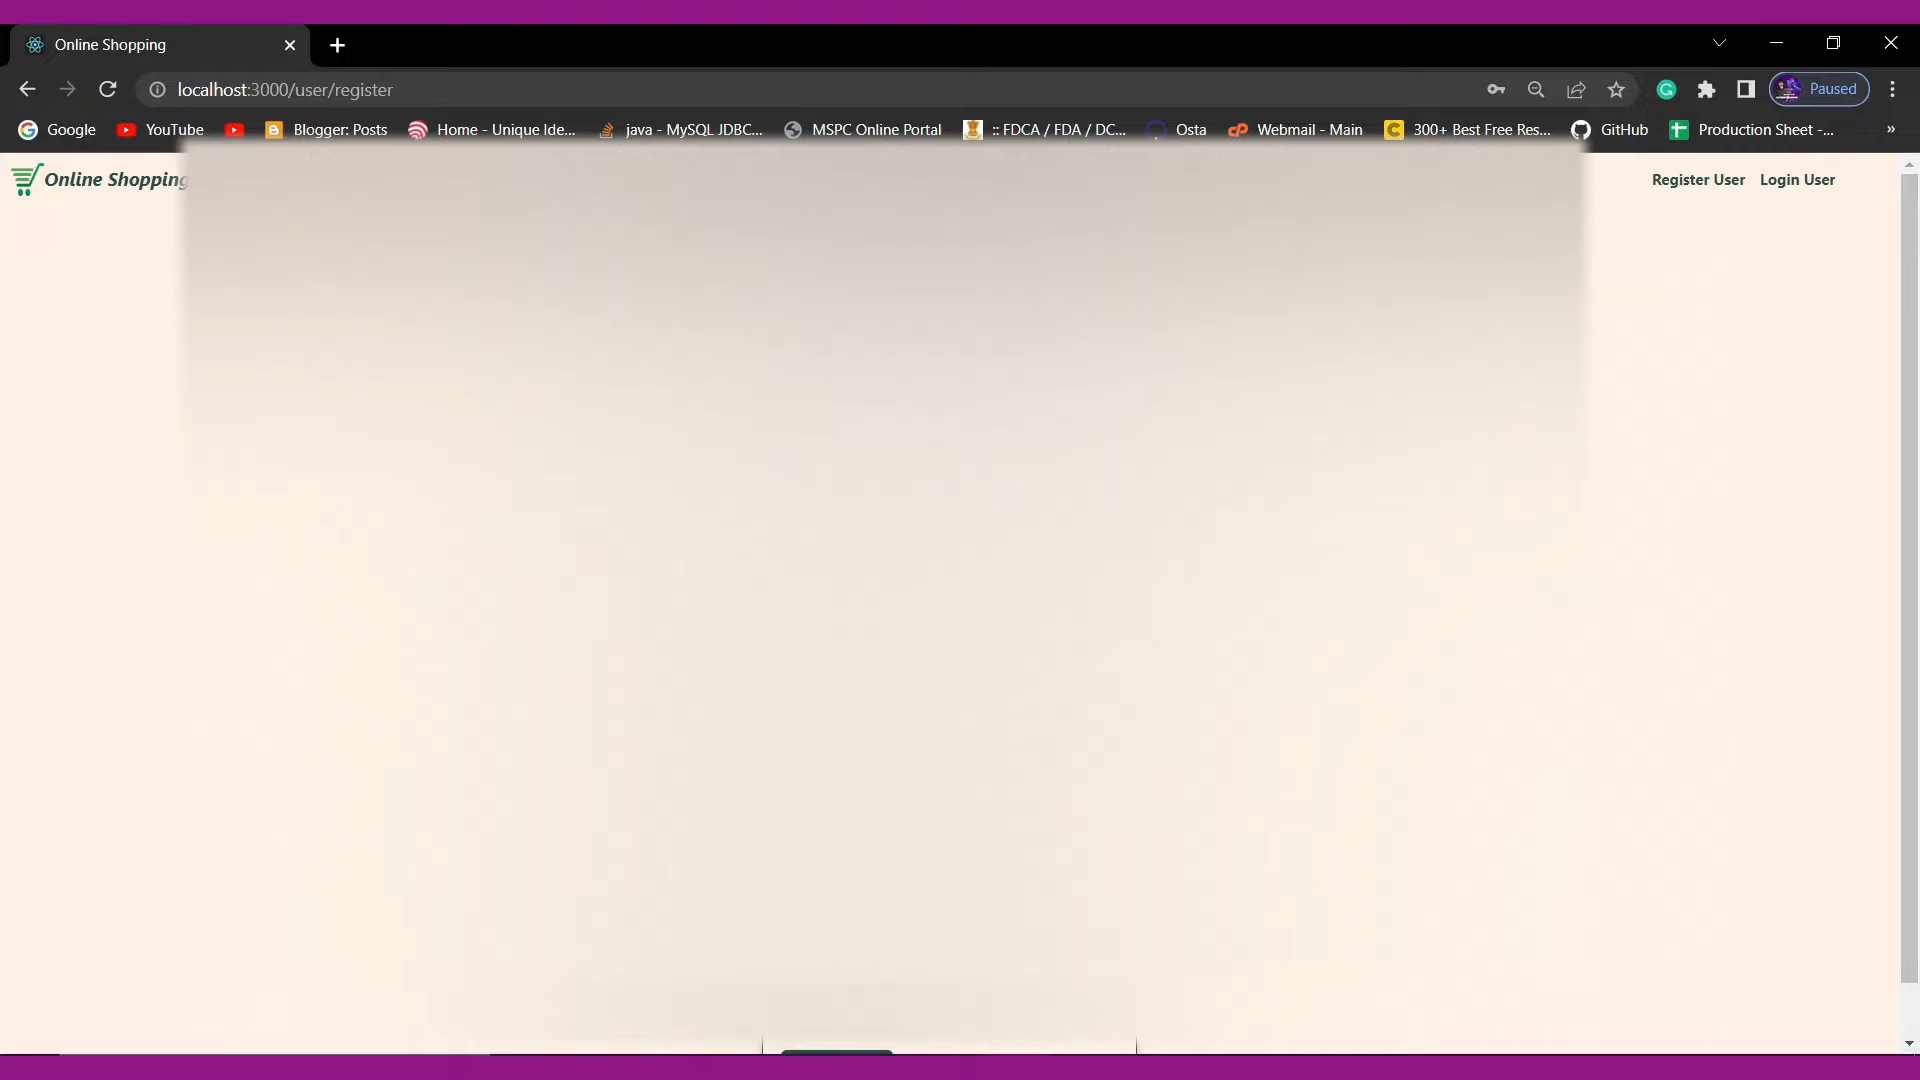 Online Shopping
localhost:3000/user/register
Paused
Google
YouTube
Blogger: Posts
Home - Unique Ide...
java - MySQL JDBC...
MSPC Online Portal
:: FDCA / FDA / DC...
Osta
Webmail - Main
300+ Best Free Res...
GitHub
Production Sheet -...
»
Online Shopping
Register User
Login User